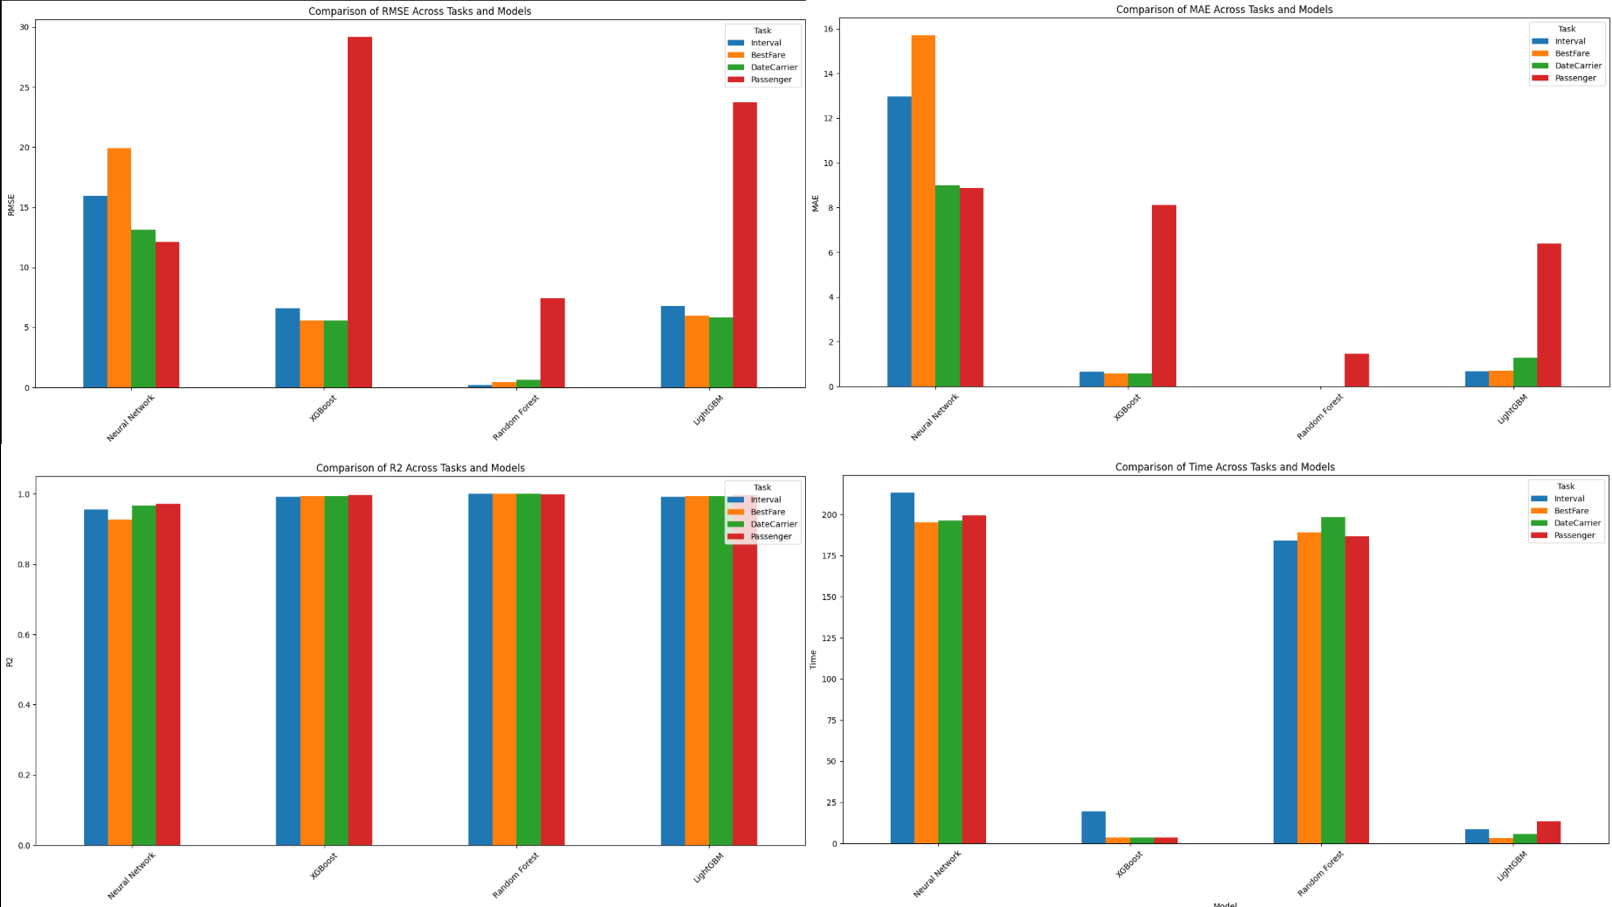 Comparison of RMSE Across Tasks and Models
RMSE
30
25
20
15
10
5
0
Task
Interval
BestFare
DateCarrier
Passenger
Neural Network
XGBoost
Random Forest
LightGBM
Comparison of MAE Across Tasks and Models
MAE
16
14
12
10
8
6
4
2
0
Task
Interval
BestFare
DateCarrier
Passenger
Neural Network
XGBoost
Random Forest
LightGBM
Comparison of R2 Across Tasks and Models
R2
1.0
0.8
0.6
0.4
0.2
0.0
Task
Interval
BestFare
DateCarrier
Passenger
Neural Network
XGBoost
Random Forest
LightGBM
Comparison of Time Across Tasks and Models
Time
200
175
150
125
100
75
50
25
0
Task
Interval
BestFare
DateCarrier
Passenger
Neural Network
XGBoost
Random Forest
LightGBM
Model